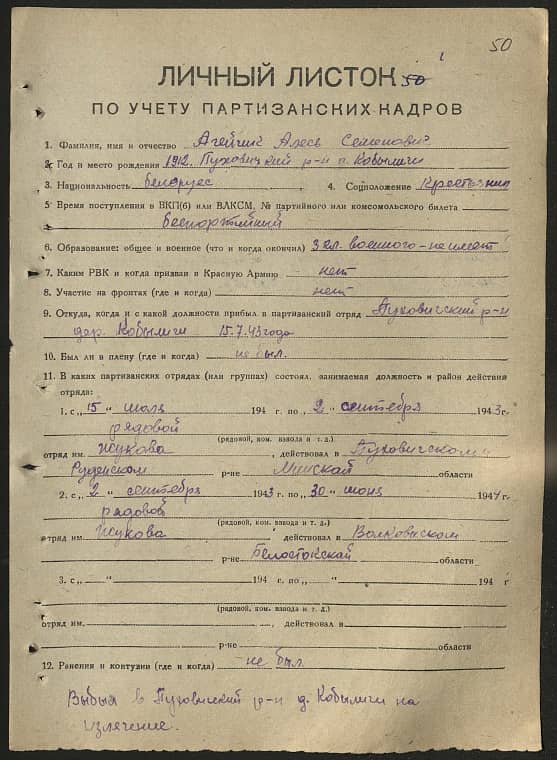 50
ЛИЧНЫЙ ЛИСТОК 50
ПО УЧЕТУ ПАРТИЗАНСКИХ КАДРОВ
1. Фамилия, имя и отчество Агейчик Алесь Семенович
2. Год и место рождения 1912. Пуховичский р-н д. Кобыличи
3. Национальность белорус 4. Соцположение Крестьянин
5. Время поступления в ВКП(б) или ВЛКСМ, № партийного или комсомольского билета
беспартийный
6. Образование: общее и военное (что и когда окончил) 3 кл. военного - не имеет
7. Каким РВК и когда призван в Красную Армию нет
8. Участие на фронтах (где и когда) нет
9. Откуда, когда и с какой должности прибыл в партизанский отряд Пуховичский р-н
дер. Кобыличи 15.7.43 года
10. Был ли в плену (где и когда) не был.
11. В каких партизанских отрядах (или группах) состоял, занимаемая должность и район действия
отряда:
1. с „15 „ июля 194 г. по „2 „ сентября 1943 г.
рядовой
(рядовой, ком. взвода и т. д.)
отряд им. Жукова, действовал в Пуховичском
Руденском р-не Минской области
2. с „2 „ сентября 1943 г. по „30 „ июня 1944 г.
рядовой
(рядовой, ком. взвода и т. д.)
отряд им. Жукова действовал в Волковиском
р-не Белостокской области
3. с „ „ 194 г. по „ „ 194 г
(рядовой, ком. взвода и т. д.)
отряд им. , действовал в
р-не области
12. Ранения и контузии (где и когда) не был.
Выбыл в Пуховиский р-н д. Кобыличи на
излечение.